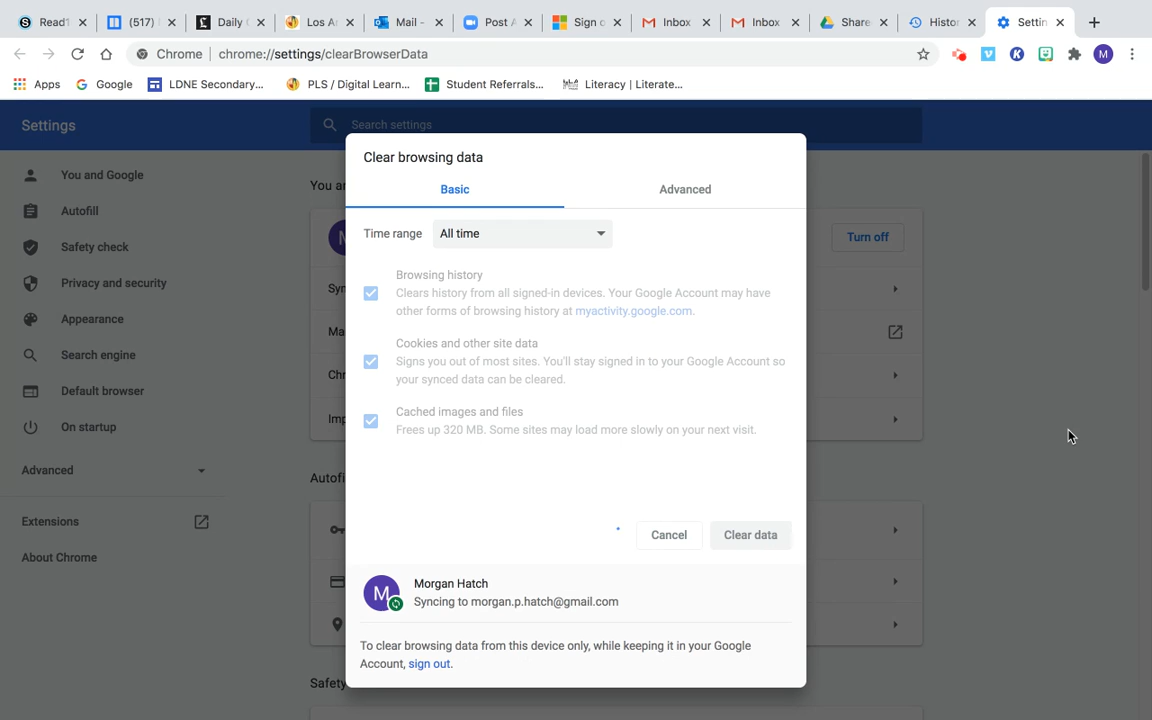 Read1
(517)
Daily
Los A
Mail -
Post A
Sign o
Inbox
Inbox
Share
Histor
Settin
Chrome | chrome://settings/clearBrowserData
M
Apps
Google
LDNE Secondary...
PLS / Digital Learn...
Student Referrals...
Literacy | Literate...
Settings
Search settings
You and Google
Autofill
Safety check
Privacy and security
Appearance
Search engine
Default browser
On startup
Advanced
Extensions
About Chrome
Turn off
Clear browsing data
Basic
Advanced
Time range
All time
Browsing history
Clears history from all signed-in devices. Your Google Account may have
other forms of browsing history at myactivity.google.com.
Cookies and other site data
Signs you out of most sites. You'll stay signed in to your Google Account so
your synced data can be cleared.
Cached images and files
Frees up 320 MB. Some sites may load more slowly on your next visit.
Cancel
Clear data
M
Morgan Hatch
Syncing to morgan.p.hatch@gmail.com
To clear browsing data from this device only, while keeping it in your Google
Account, sign out.